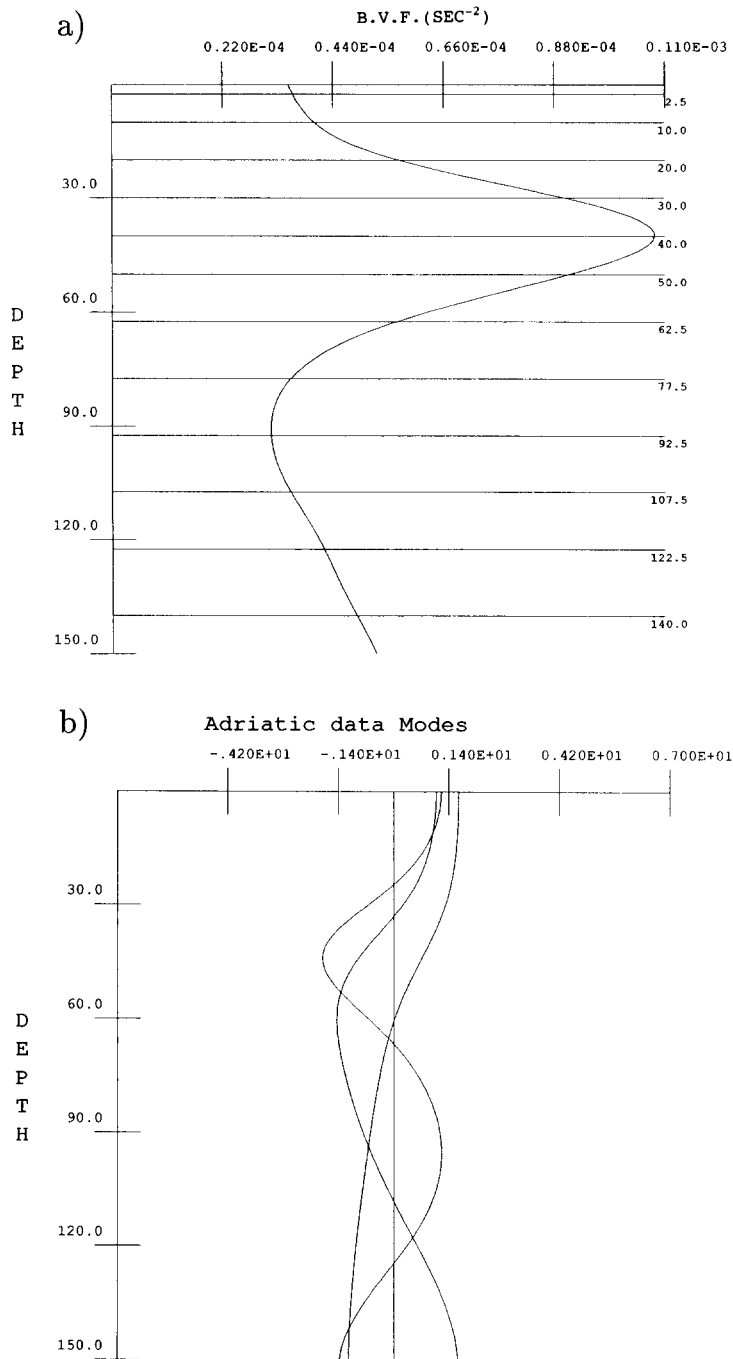 a)
B.V.F.(SEC⁻²)
0.220E-04 0.440E-04 0.660E-04 0.880E-04 0.110E-03
2.5
10.0
20.0
30.0
30.0
40.0
50.0
60.0
62.5
77.5
90.0
92.5
107.5
120.0
122.5
140.0
150.0
D
E
P
T
H
b)
Adriatic data Modes
-.420E+01 -.140E+01 0.140E+01 0.420E+01 0.700E+01
30.0
60.0
90.0
120.0
150.0
D
E
P
T
H